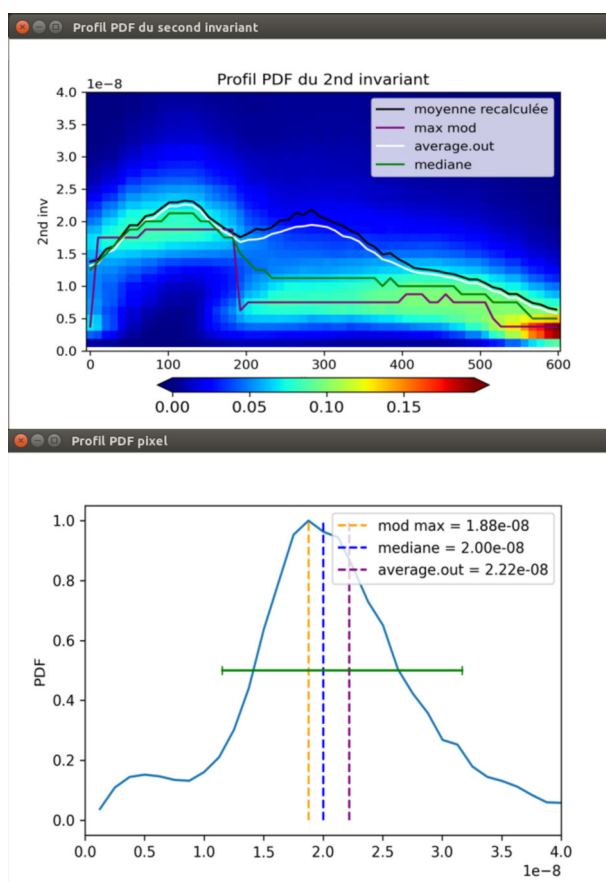 Profil PDF du second invariant
Profil PDF du 2nd invariant
1e−8
4.0
3.5
3.0
2.5
2.0
1.5
1.0
0.5
0.0
2nd inv
moyenne recalculée
max mod
average.out
mediane
0 100 200 300 400 500 600
0.00 0.05 0.10 0.15
Profil PDF pixel
1.0
0.8
0.6
0.4
0.2
0.0
PDF
mod max = 1.88e-08
mediane = 2.00e-08
average.out = 2.22e-08
0.0 0.5 1.0 1.5 2.0 2.5 3.0 3.5 4.0
1e−8